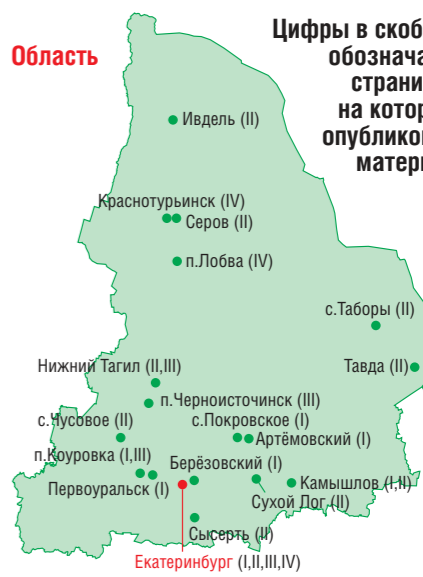 Область
Цифры в скоб
обознача
страни
на котор
опубликов
матери
Ивдель (II)
Краснотурьинск (IV)
Серов (II)
п.Лобва (IV)
с.Таборы (II)
Тавда (II)
Нижний Тагил (II,III)
п.Черноисточинск (III)
с.Чусовое (II)
с.Покровское (I)
Артёмовский (I)
п.Коуровка (I,III)
Берёзовский (I)
Камышлов (I,II)
Первоуральск (I)
Сухой Лог (II)
Сысерть (II)
Екатеринбург (I,II,III,IV)